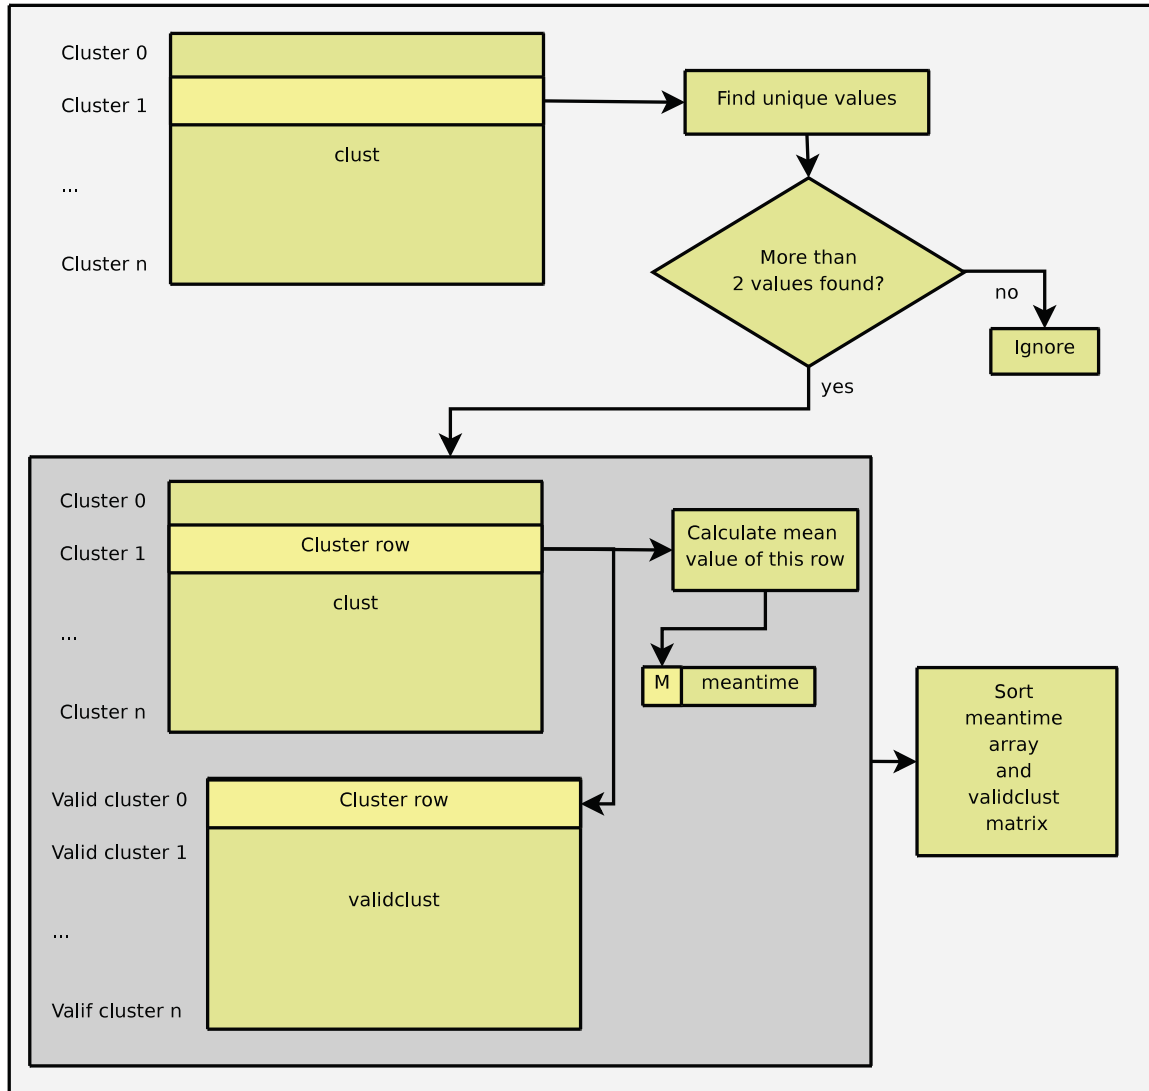 Cluster 0
Cluster 1
clust
...
Cluster n
Find unique values
More than
2 values found?
no
Ignore
yes
Cluster 0
Cluster 1
Cluster row
clust
...
Cluster n
Calculate mean
value of this row
M
meantime
Valid cluster 0
Cluster row
Valid cluster 1
validclust
...
Valif cluster n
Sort
meantime
array
and
validclust
matrix